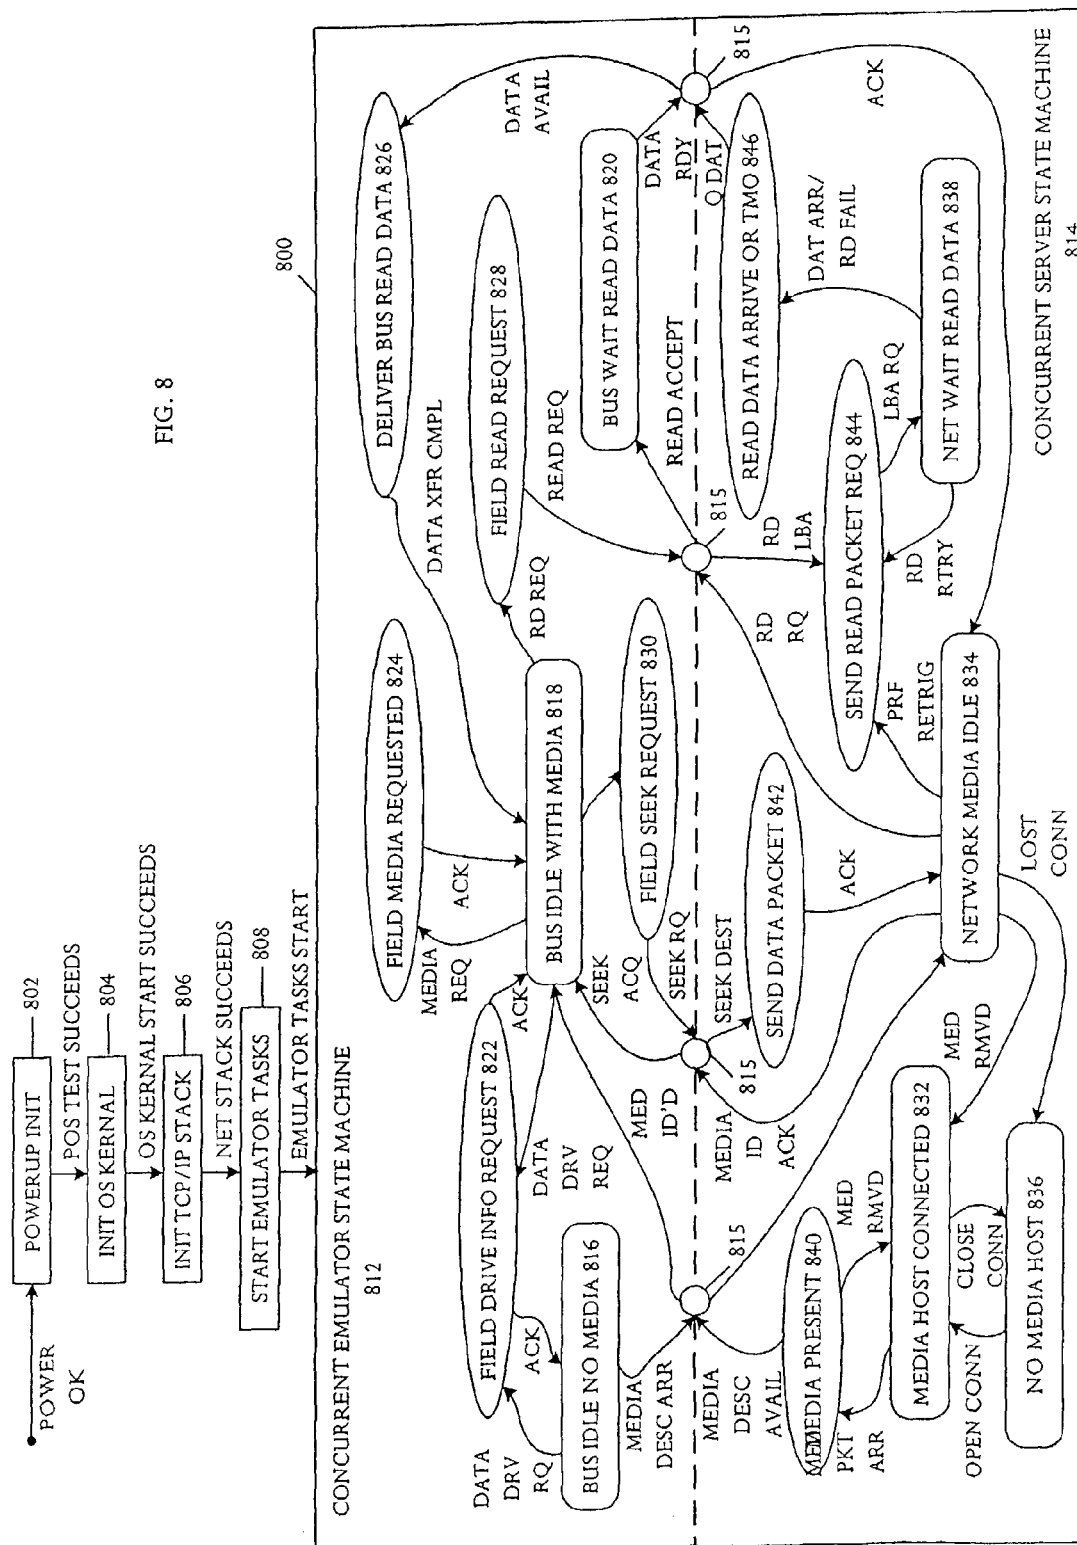 FIG. 8
POWER
OK
POWERUP INIT
802
POS TEST SUCCEEDS
INIT OS KERNAL
804
OS KERNAL START SUCCEEDS
INIT TCP/IP STACK
806
NET STACK SUCCEEDS
START EMULATOR TASKS
808
EMULATOR TASKS START
800
CONCURRENT EMULATOR STATE MACHINE
812
FIELD MEDIA REQUESTED 824
DELIVER BUS READ DATA 826
DATA
AVAIL
MEDIA
REQ
ACK
DATA XFR CMPL
FIELD DRIVE INFO REQUEST 822
ACK
FIELD READ REQUEST 828
RD REQ
READ REQ
BUS IDLE WITH MEDIA 818
DATA
DRV
RQ
ACK
DATA
DRV
REQ
SEEK
ACQ
BUS IDLE NO MEDIA 816
FIELD SEEK REQUEST 830
SEEK RQ
BUS WAIT READ DATA 820
READ ACCEPT
DATA
RDY
MEDIA
DESC ARR
MED
ID'D
815
815
815
815
MEDIA
DESC
AVAIL
MEDIA
ID
ACK
SEEK DEST
RD
RQ
RD
LBA
Q DAT
ACK
MEDIA PRESENT 840
MED
RMVD
PKT
ARR
SEND DATA PACKET 842
ACK
SEND READ PACKET REQ 844
READ DATA ARRIVE OR TMO 846
LBA RQ
DAT ARR/
RD FAIL
PRF
RETRIG
RD
RTRY
MEDIA HOST CONNECTED 832
NETWORK MEDIA IDLE 834
NET WAIT READ DATA 838
MED
RMVD
LOST
CONN
OPEN CONN
CLOSE
CONN
NO MEDIA HOST 836
CONCURRENT SERVER STATE MACHINE
814